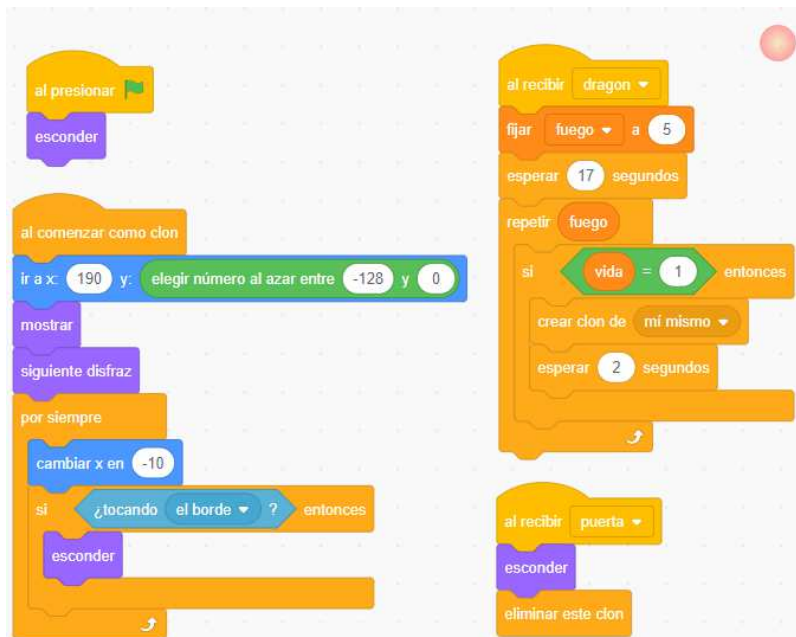 al presionar
esconder
al comenzar como clon
ir a x: 190 y: elegir número al azar entre -128 y 0
mostrar
siguiente disfraz
por siempre
cambiar x en -10
si ¿tocando el borde ? entonces
esconder
al recibir dragon
fijar fuego a 5
esperar 17 segundos
repetir fuego
si vida = 1 entonces
crear clon de mí mismo
esperar 2 segundos
al recibir puerta
esconder
eliminar este clon